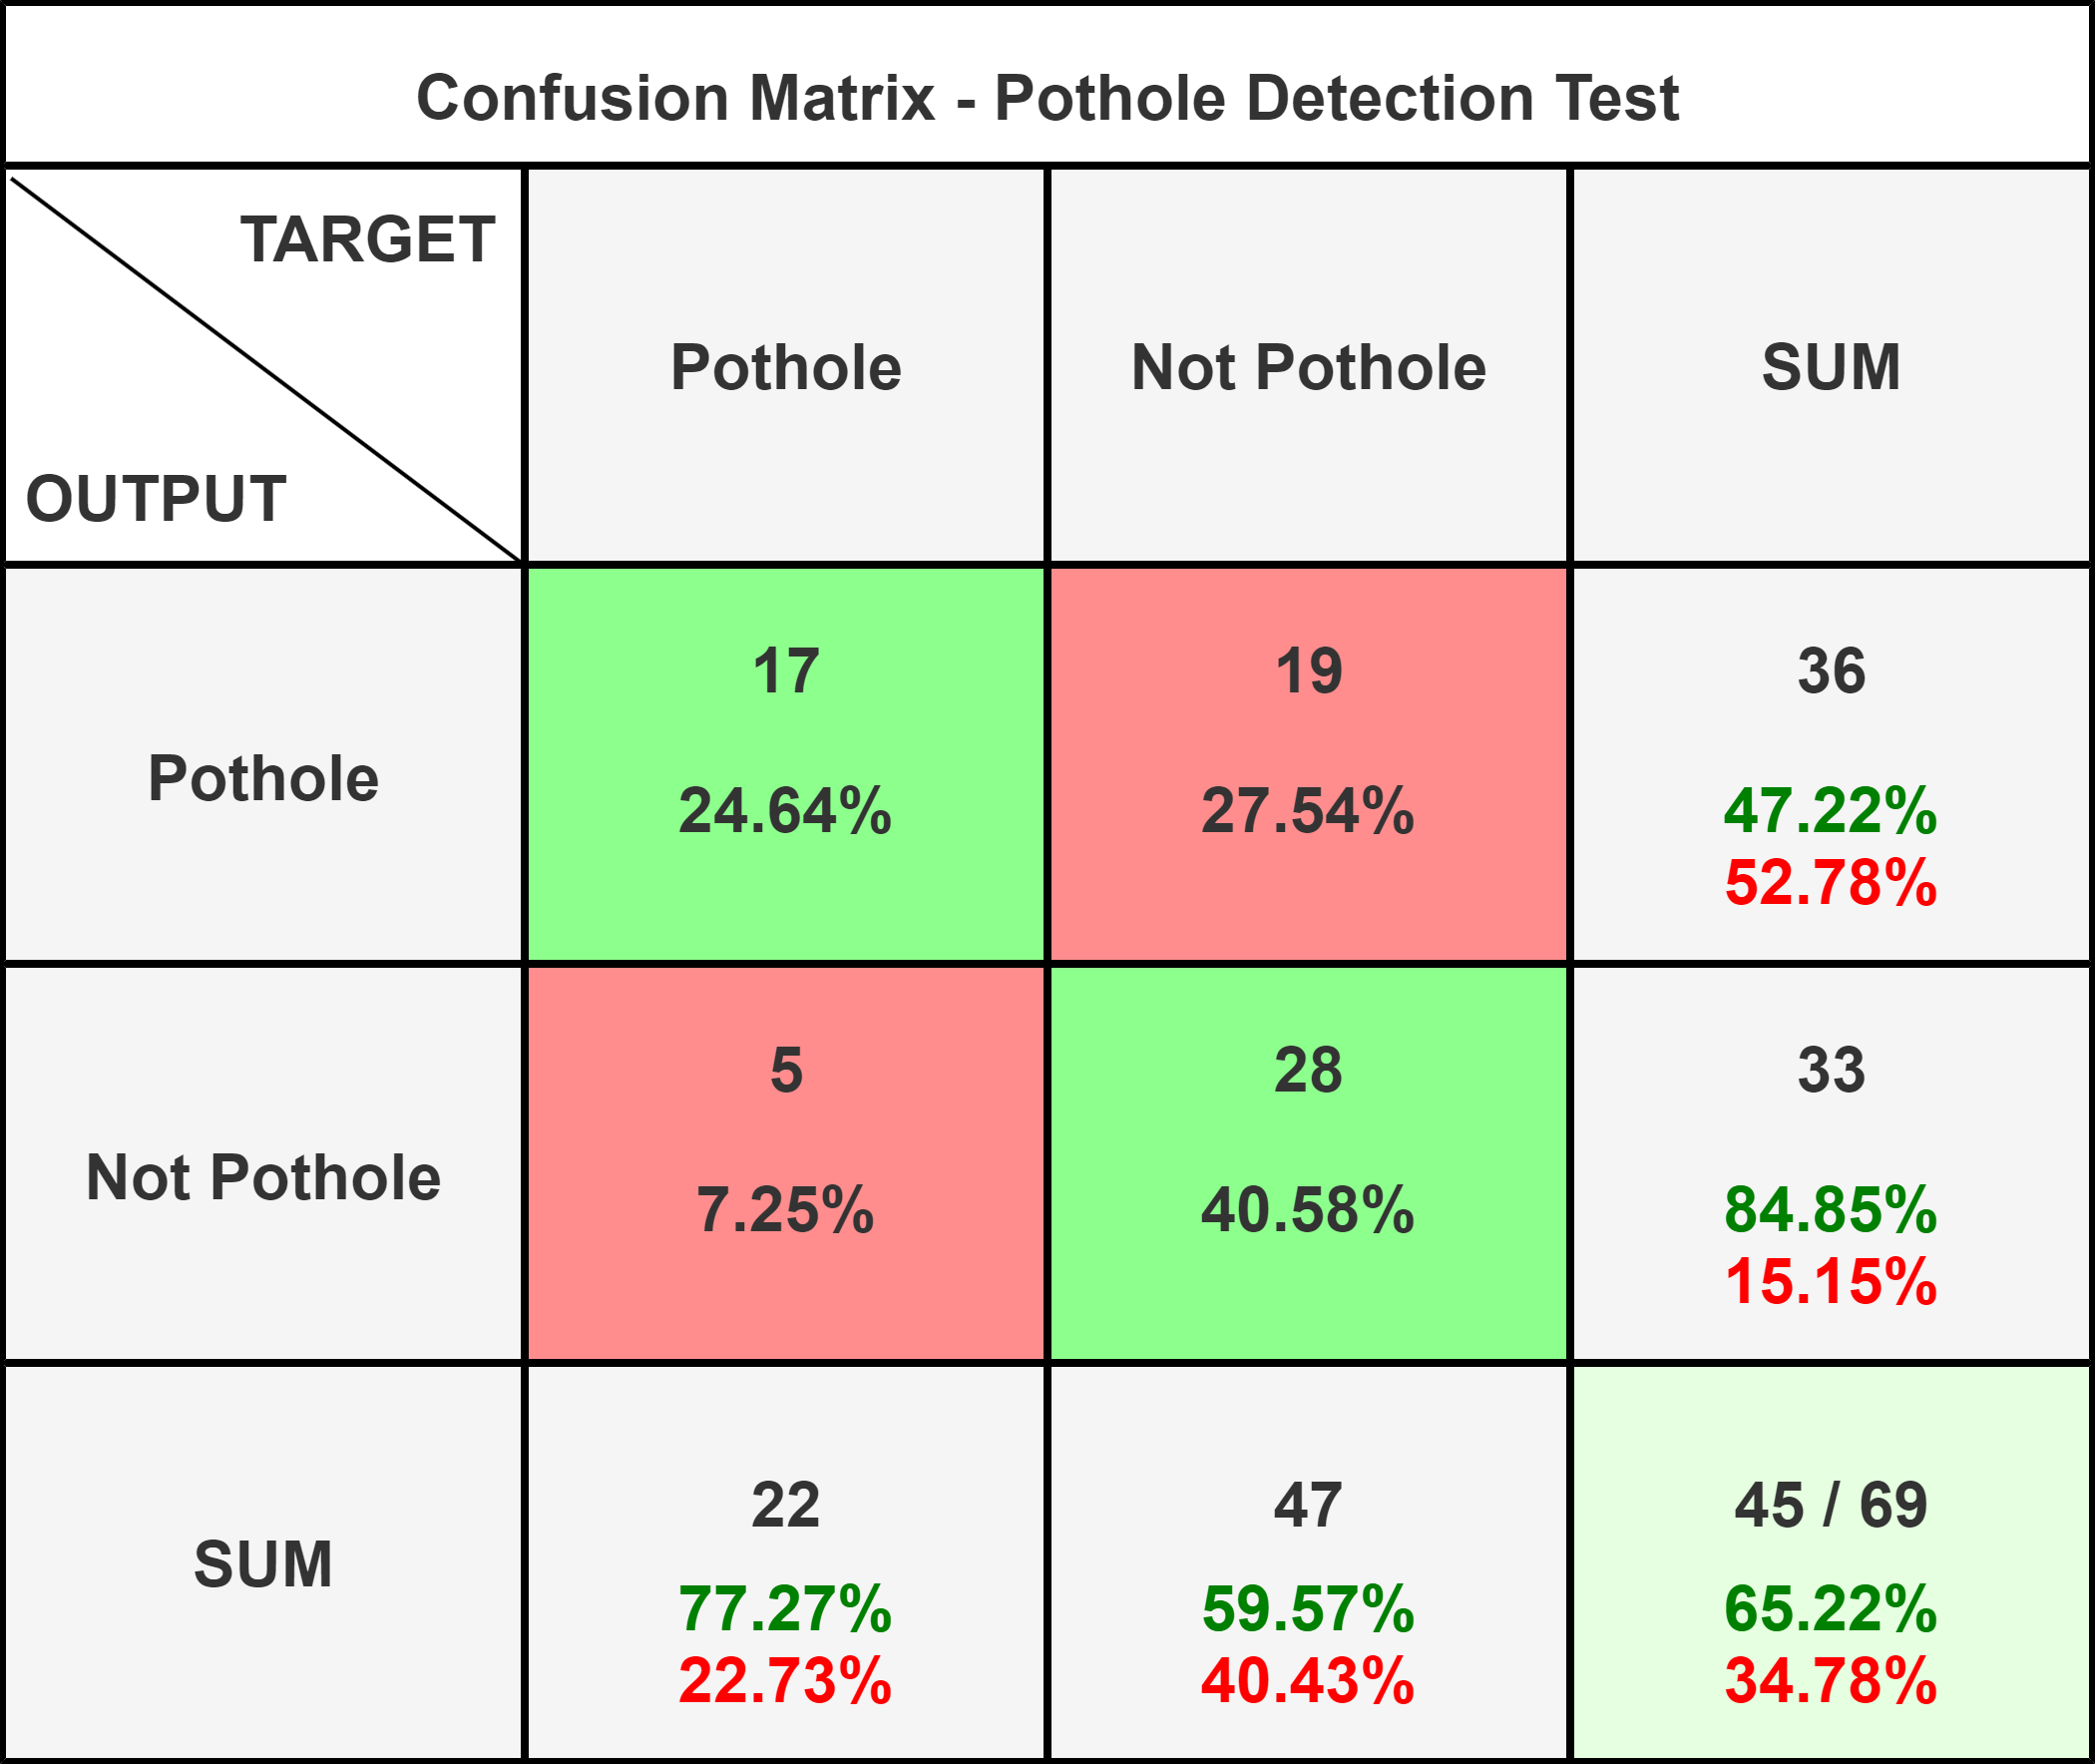 Confusion Matrix - Pothole Detection Test
TARGET
OUTPUT
Pothole
Not Pothole
SUM
Pothole
17
24.64%
19
27.54%
36
47.22%
52.78%
Not Pothole
5
7.25%
28
40.58%
33
84.85%
15.15%
SUM
22
77.27%
22.73%
47
59.57%
40.43%
45 / 69
65.22%
34.78%